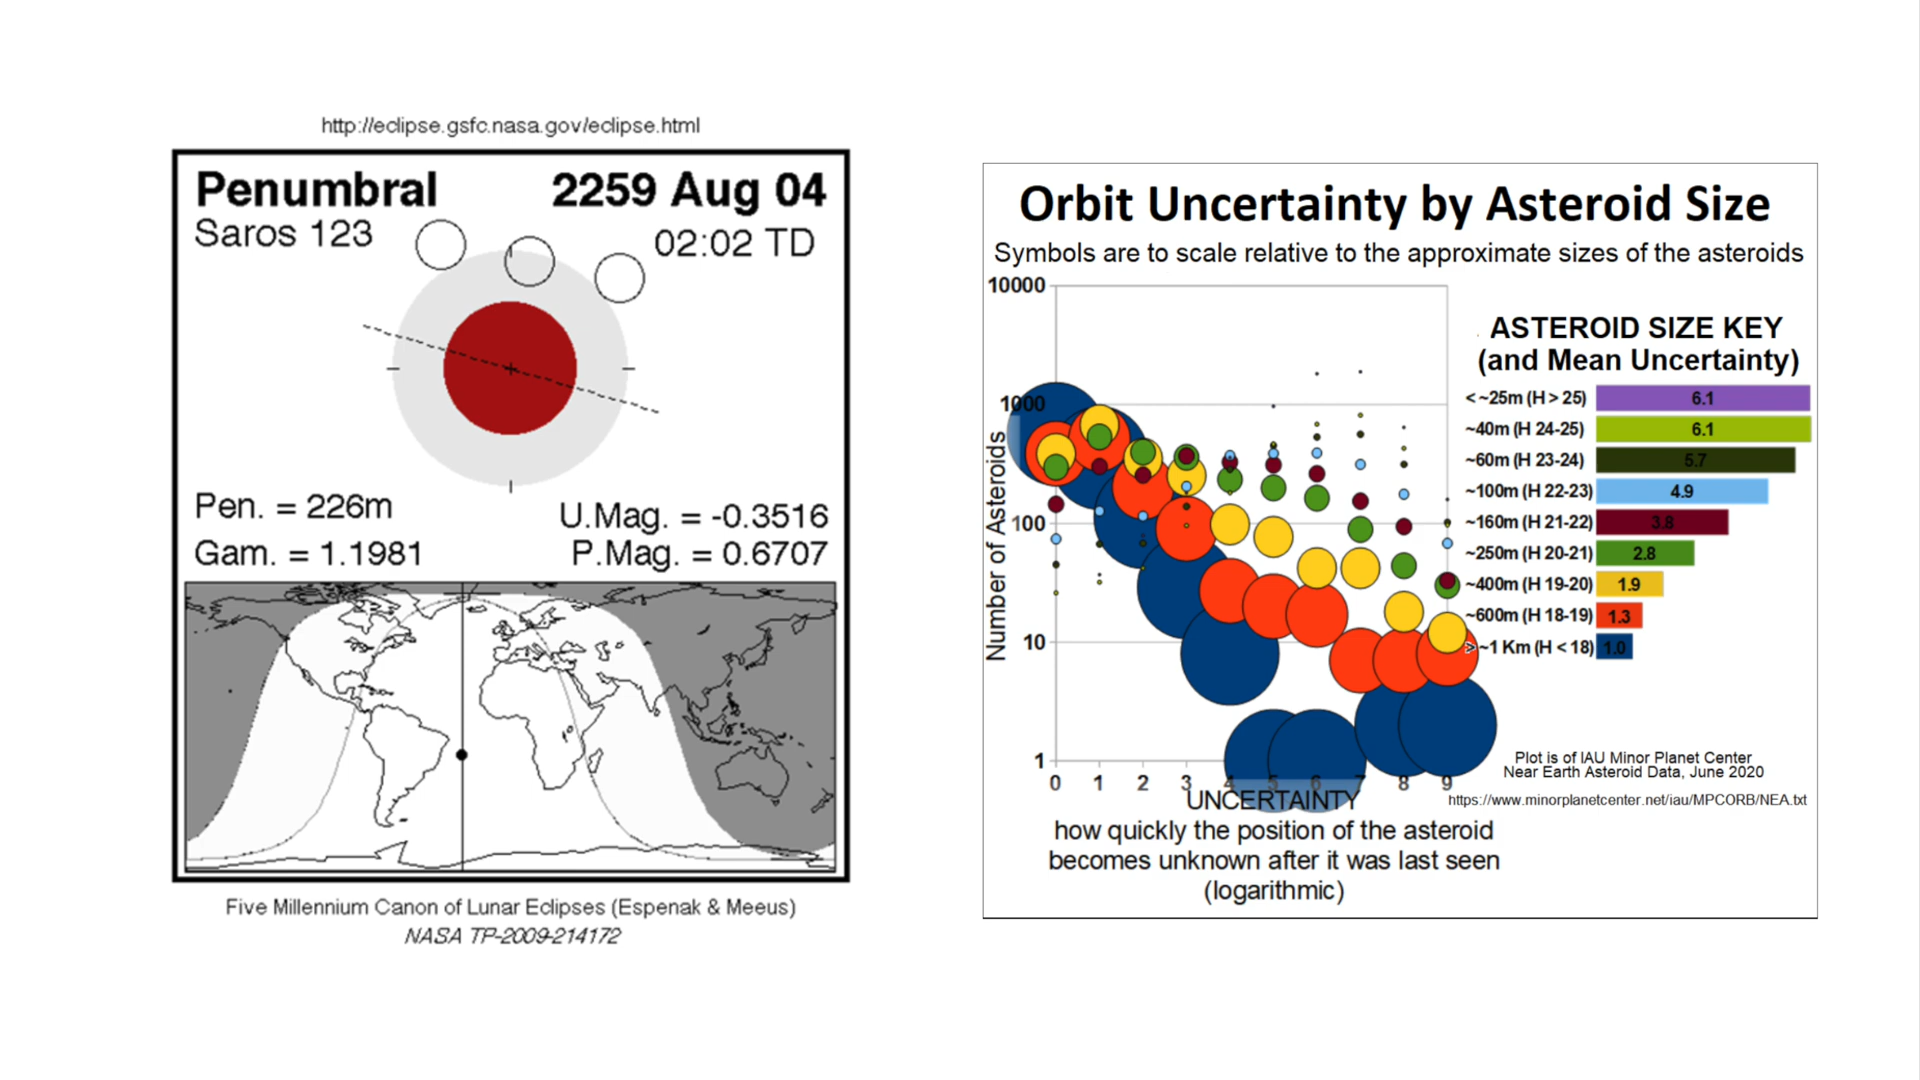 http://eclipse.gsfc.nasa.gov/eclipse.html
Penumbral 2259 Aug 04
Saros 123 02:02 TD
Pen. = 226m U.Mag. = -0.3516
Gam. = 1.1981 P.Mag. = 0.6707
Five Millennium Canon of Lunar Eclipses (Espenak & Meeus)
NASA TP-2009-214172
Orbit Uncertainty by Asteroid Size
Symbols are to scale relative to the approximate sizes of the asteroids
10000
1000
100
10
1
Number of Asteroids
0 1 2 3 4 5 6 7 8 9
UNCERTAINTY
how quickly the position of the asteroid
becomes unknown after it was last seen
(logarithmic)
ASTEROID SIZE KEY
(and Mean Uncertainty)
< ~25m (H > 25) 6.1
~40m (H 24-25) 6.1
~60m (H 23-24) 5.7
~100m (H 22-23) 4.9
~160m (H 21-22) 3.8
~250m (H 20-21) 2.8
~400m (H 19-20) 1.9
~600m (H 18-19) 1.3
> ~1 Km (H < 18) 1.0
Plot is of IAU Minor Planet Center
Near Earth Asteroid Data, June 2020
https://www.minorplanetcenter.net/iau/MPCORB/NEA.txt